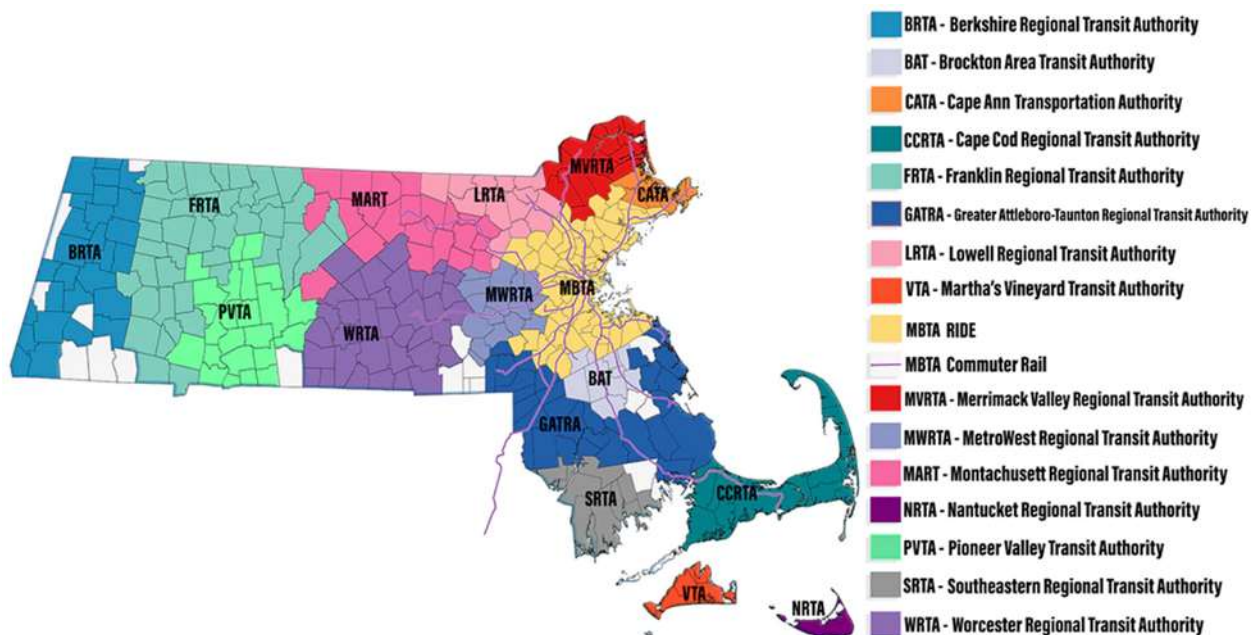 MVRTA
CATA
LRTA
MART
FRTA
BRTA
MWRTA
MBTA
PVTA
WRTA
BAT
GATRA
SRTA
CCRTA
VTA
NRTA
BRTA - Berkshire Regional Transit Authority
BAT - Brockton Area Transit Authority
CATA - Cape Ann Transportation Authority
CCRTA - Cape Cod Regional Transit Authority
FRTA - Franklin Regional Transit Authority
GATRA - Greater Attleboro-Taunton Regional Transit Authority
LRTA - Lowell Regional Transit Authority
VTA - Martha's Vineyard Transit Authority
MBTA RIDE
MBTA Commuter Rail
MVRTA - Merrimack Valley Regional Transit Authority
MWRTA - MetroWest Regional Transit Authority
MART - Montachusett Regional Transit Authority
NRTA - Nantucket Regional Transit Authority
PVTA - Pioneer Valley Transit Authority
SRTA - Southeastern Regional Transit Authority
WRTA - Worcester Regional Transit Authority